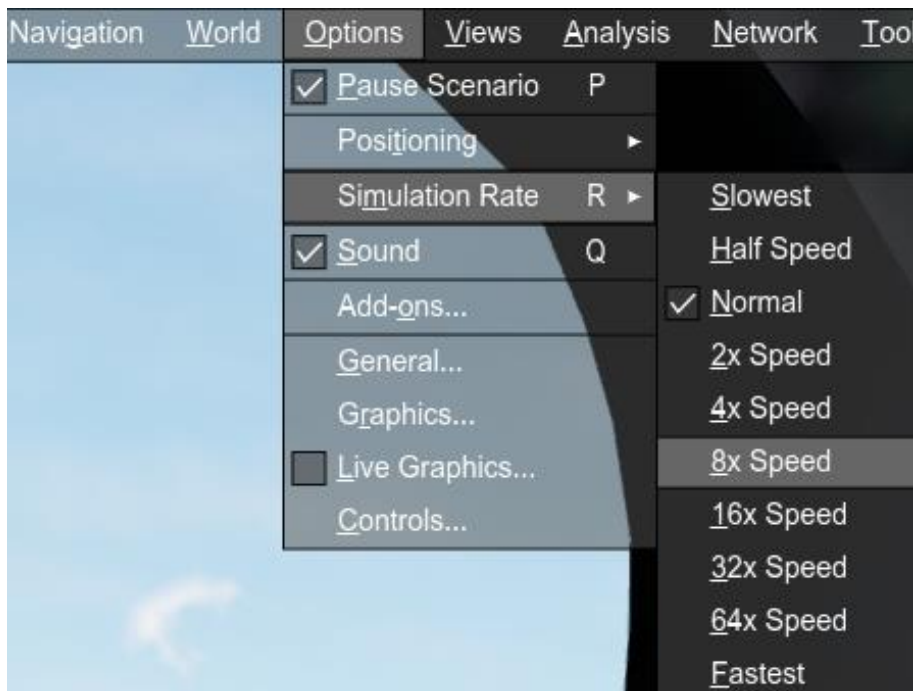 Navigation World Options Views Analysis Network Too
Pause Scenario P
Positioning
Simulation Rate R
Sound Q
Add-ons...
General...
Graphics...
Live Graphics...
Controls...
Slowest
Half Speed
Normal
2x Speed
4x Speed
8x Speed
16x Speed
32x Speed
64x Speed
Fastest